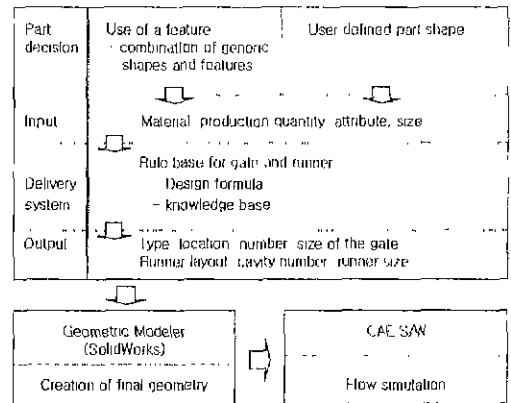 Part decision
Use of a feature
- combination of generic shapes and features
User defined part shape
Input
Material production quantity attribute, size
Delivery system
Rule base for gate and runner
Design formula
- knowledge base
Output
Type location number size of the gate
Runner layout cavity number runner size
Geometric Modeler
(SolidWorks)
Creation of final geometry
CAE S/W
Flow simulation